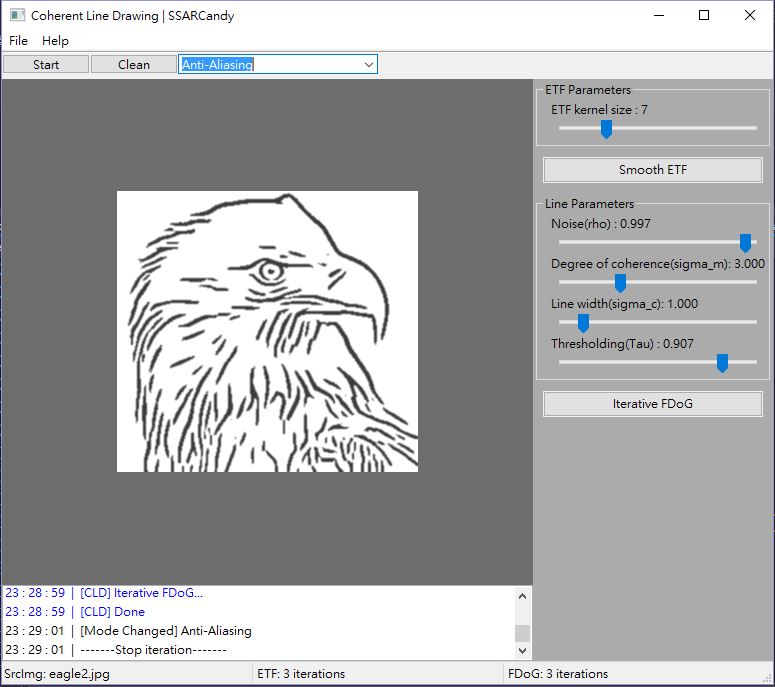 Coherent Line Drawing | SSARCandy
File Help
Start Clean Anti-Aliasing
ETF Parameters
ETF kernel size : 7
Smooth ETF
Line Parameters
Noise(rho) : 0.997
Degree of coherence(sigma_m): 3.000
Line width(sigma_c): 1.000
Thresholding(Tau) : 0.907
Iterative FDoG
23 : 28 : 59 | [CLD] Iterative FDoG...
23 : 28 : 59 | [CLD] Done
23 : 29 : 01 | [Mode Changed] Anti-Aliasing
23 : 29 : 01 | -------Stop iteration-------
SrcImg: eagle2.jpg ETF: 3 iterations FDoG: 3 iterations